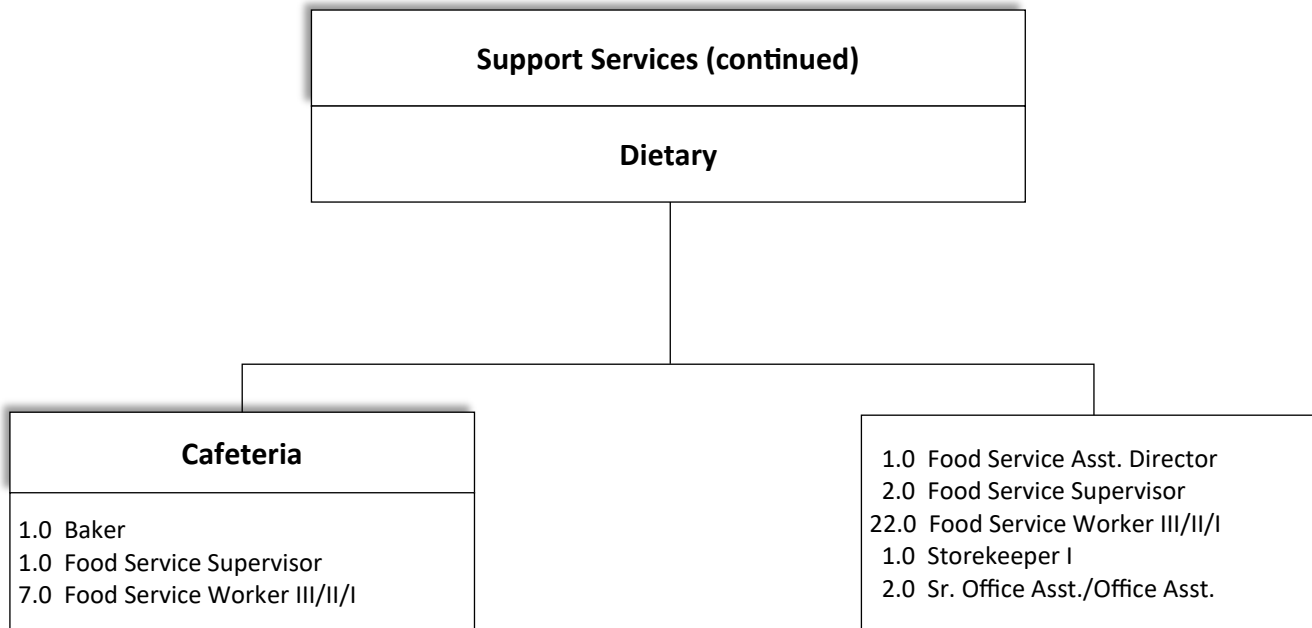 Support Services (continued)
Dietary
Cafeteria
1.0 Baker
1.0 Food Service Supervisor
7.0 Food Service Worker III/II/I
1.0 Food Service Asst. Director
2.0 Food Service Supervisor
22.0 Food Service Worker III/II/I
1.0 Storekeeper I
2.0 Sr. Office Asst./Office Asst.